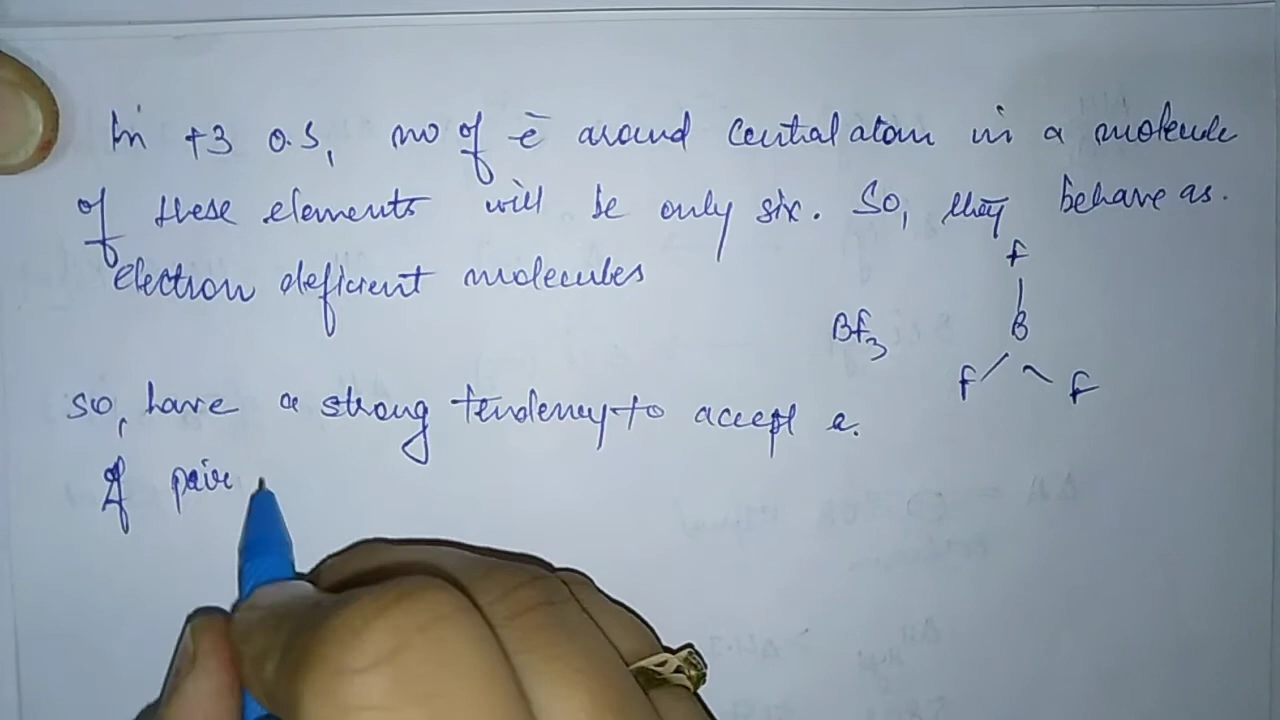 In +3 O.S, no of ē around Central atom in a molecule
of these elements will be only six. So, they behave as.
electron deficient molecules
F
B
F F
BF3
so, have a strong tendency to accept a.
of pair